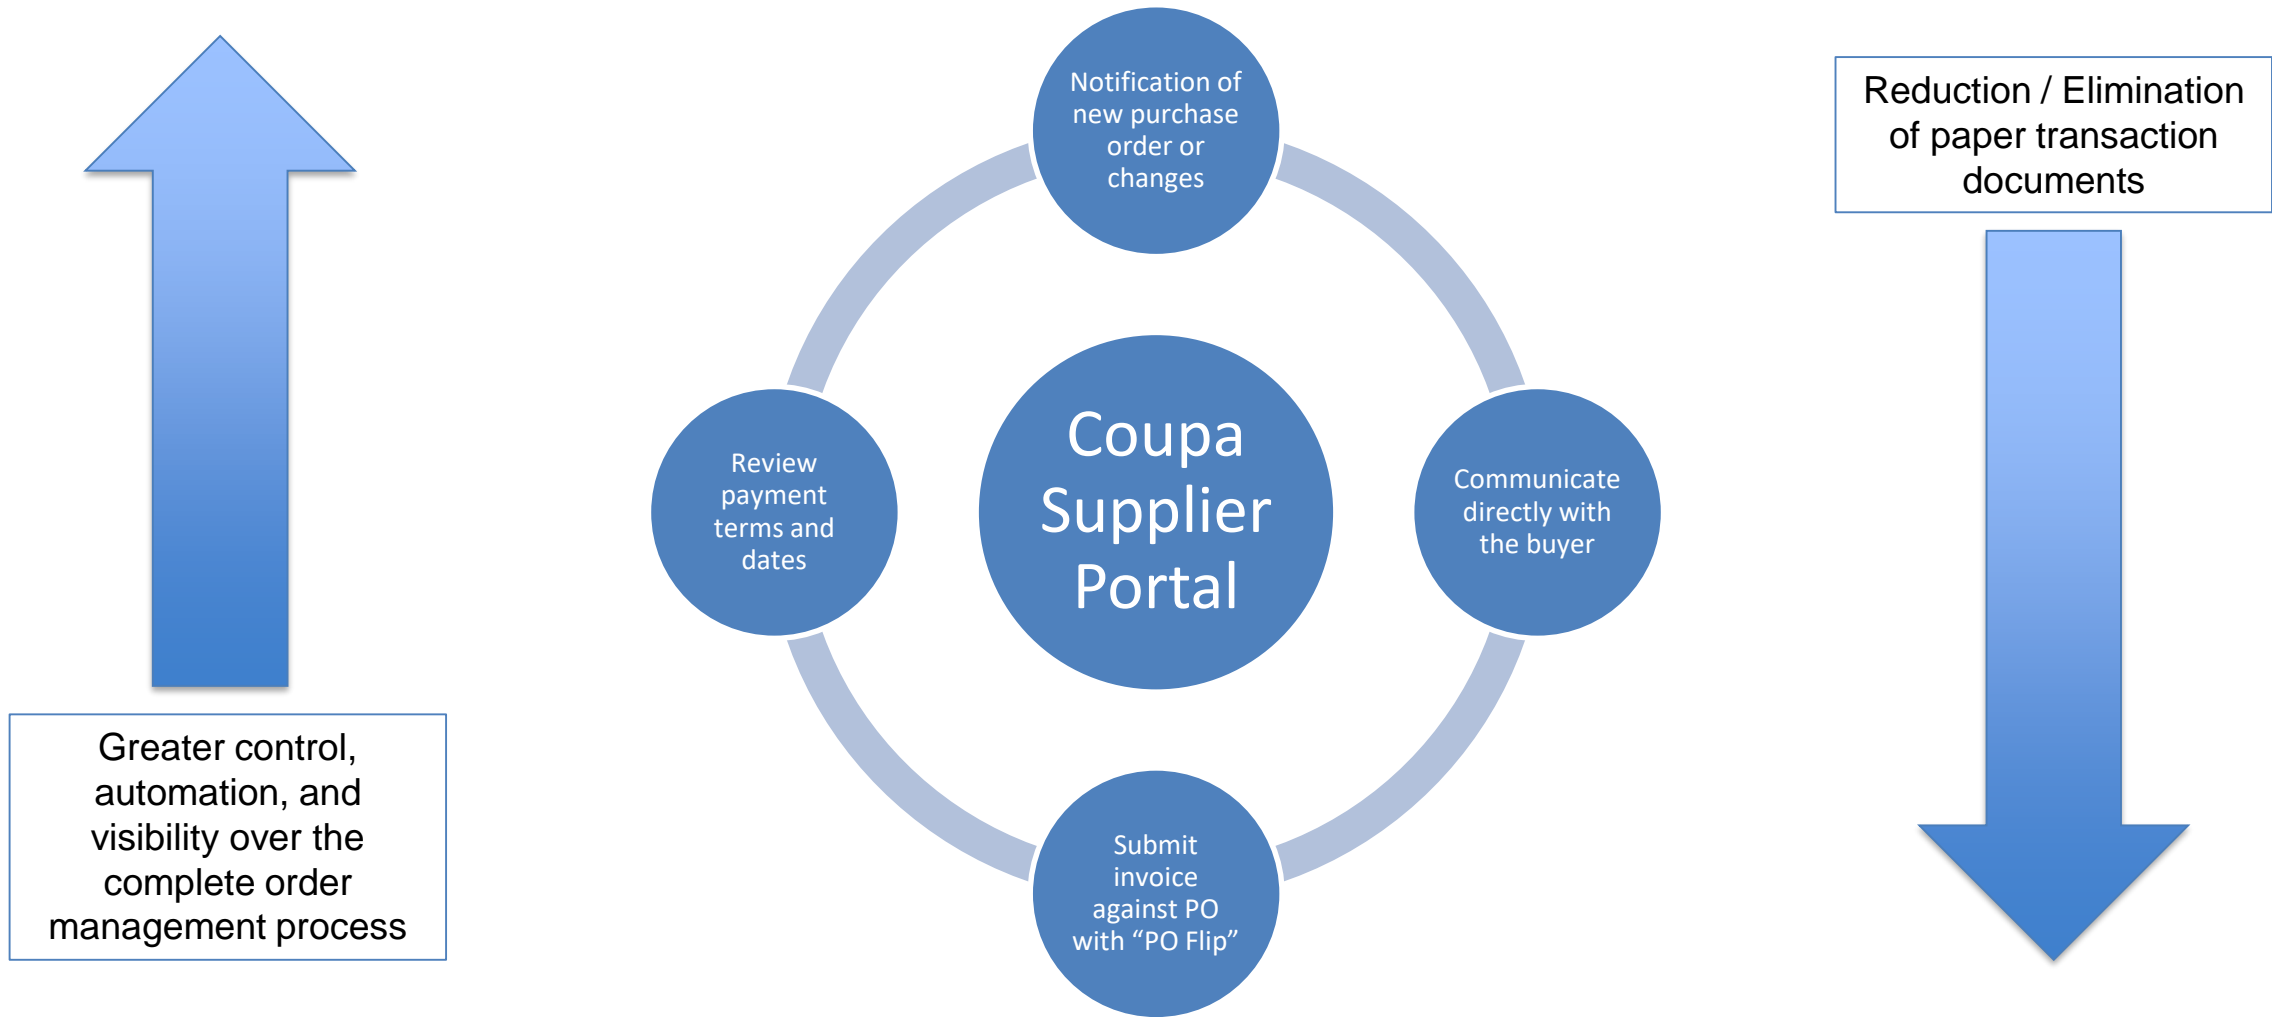 Notification of
new purchase
order or
changes
Reduction / Elimination
of paper transaction
documents
Review
payment
terms and
dates
Coupa
Supplier
Portal
Communicate
directly with
the buyer
Greater control,
automation, and
visibility over the
complete order
management process
Submit
invoice
against PO
with “PO Flip”